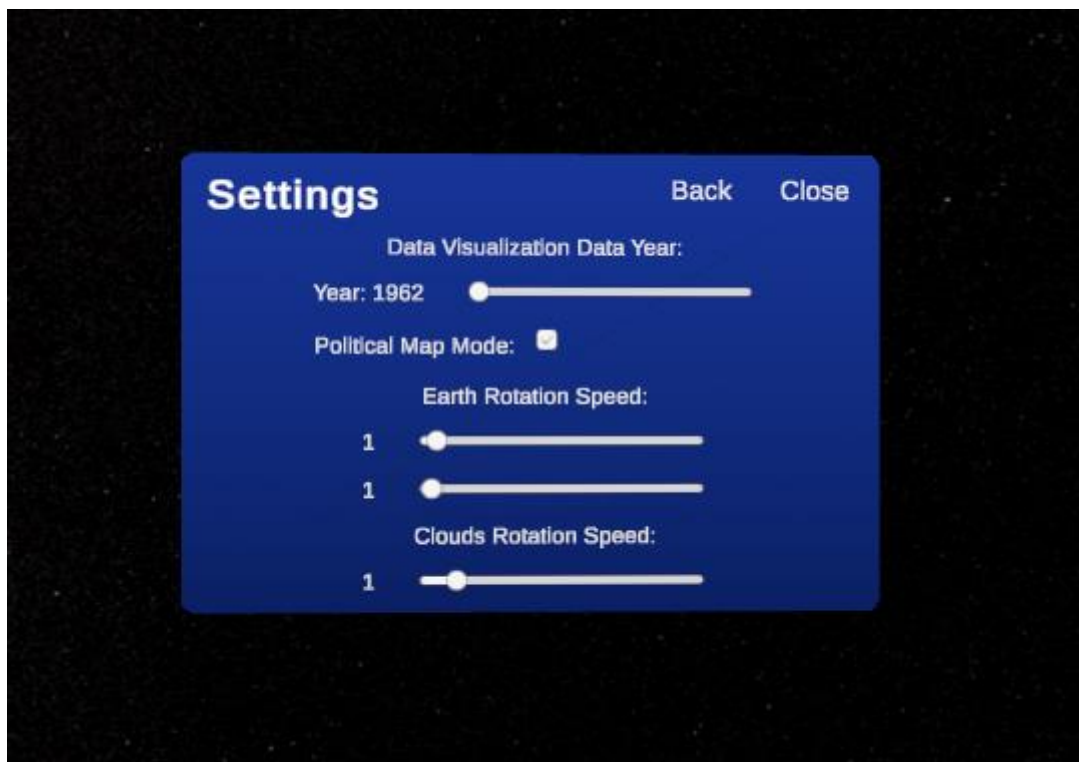 Settings Back Close
Data Visualization Data Year:
Year: 1962
Political Map Mode:
Earth Rotation Speed:
1
1
Clouds Rotation Speed:
1